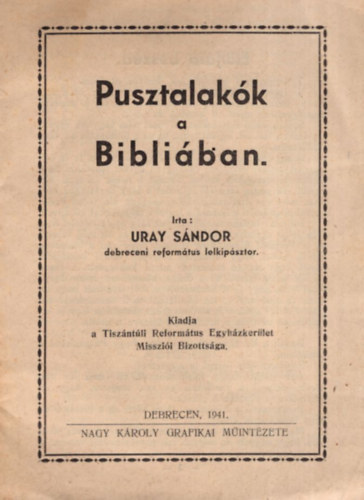 Pusztalakók
a
Bibliában.
Irta :
URAY SÁNDOR
debreceni református lelkipásztor.
Kiadja
a Tiszántúli Református Egyházkerület
Missziói Bizottsága.
DEBRECEN, 1941.
NAGY KÁROLY GRAFIKAI MŰINTÉZETE